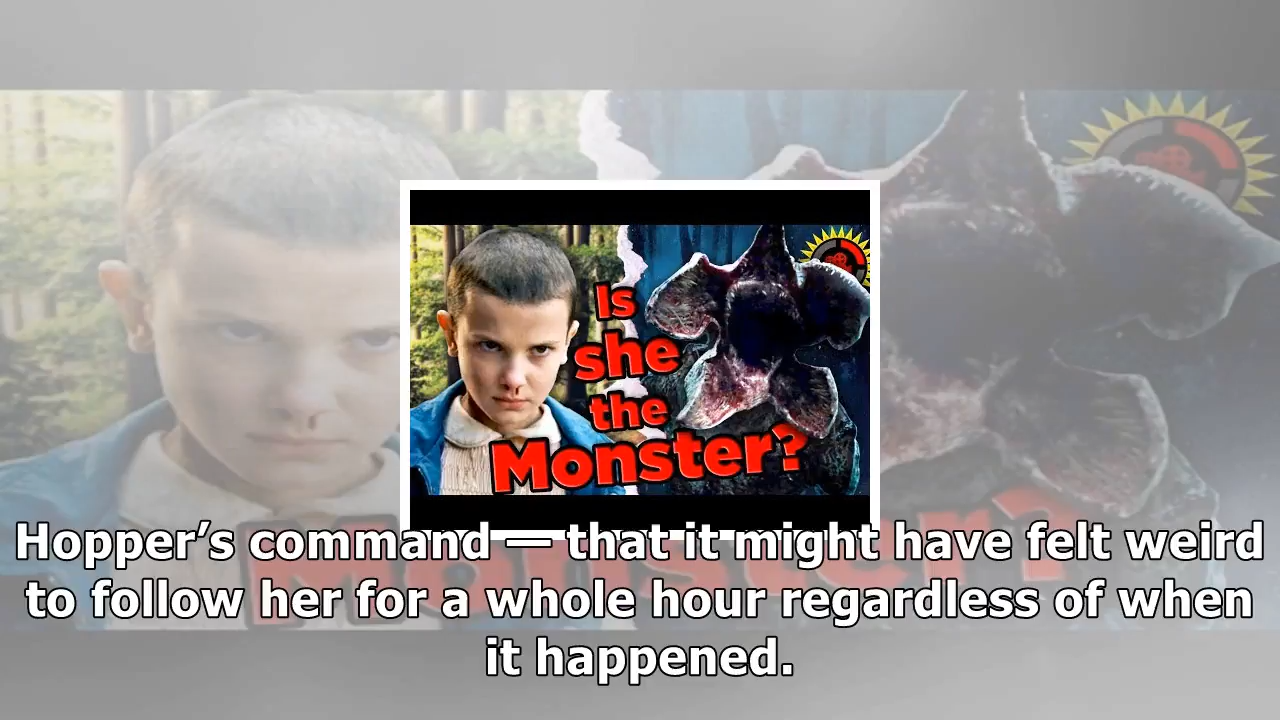 Is
she
the
Monster?
Hopper’s command — that it might have felt weird
to follow her for a whole hour regardless of when
it happened.